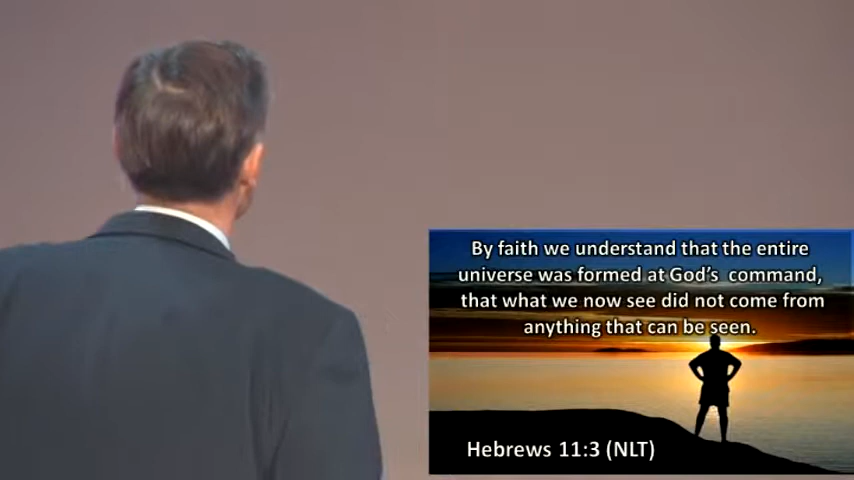 By faith we understand that the entire
universe was formed at God's command,
that what we now see did not come from
anything that can be seen.
Hebrews 11:3 (NLT)